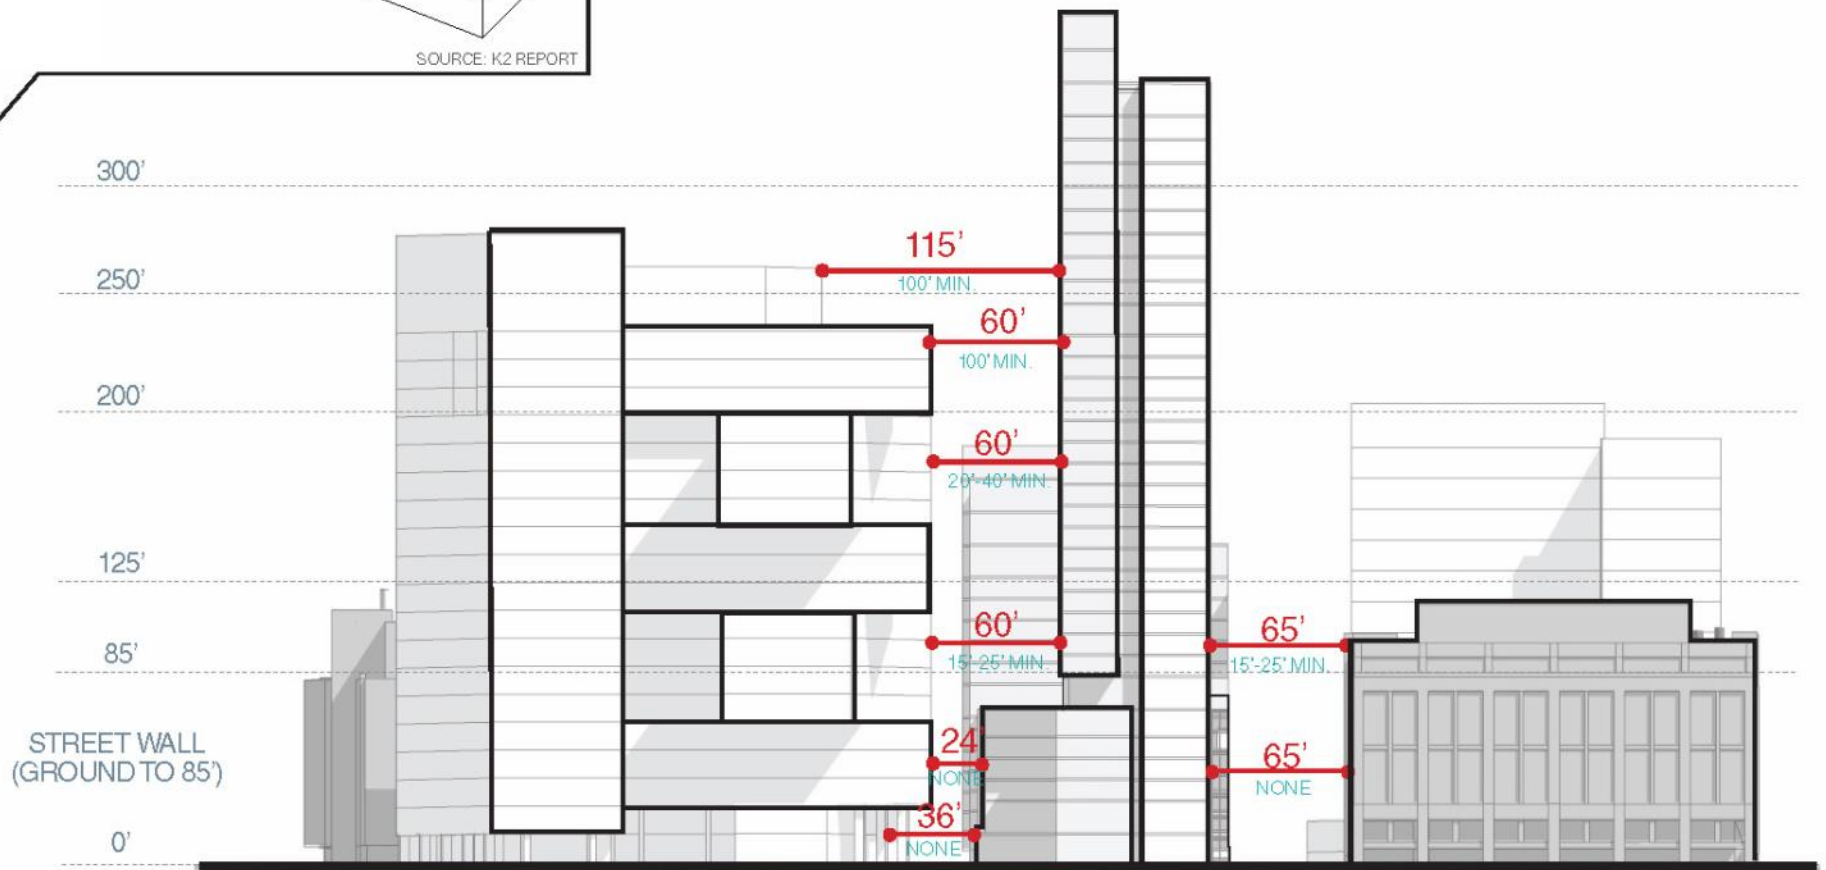 SOURCE: K2 REPORT
300'
250'
200'
125'
85'
STREET WALL
(GROUND TO 85')
0'
115'
100' MIN.
60'
100' MIN.
60'
20'-40' MIN.
60'
15'-25' MIN.
24'
NONE
36'
NONE
65'
15'-25' MIN.
65'
NONE